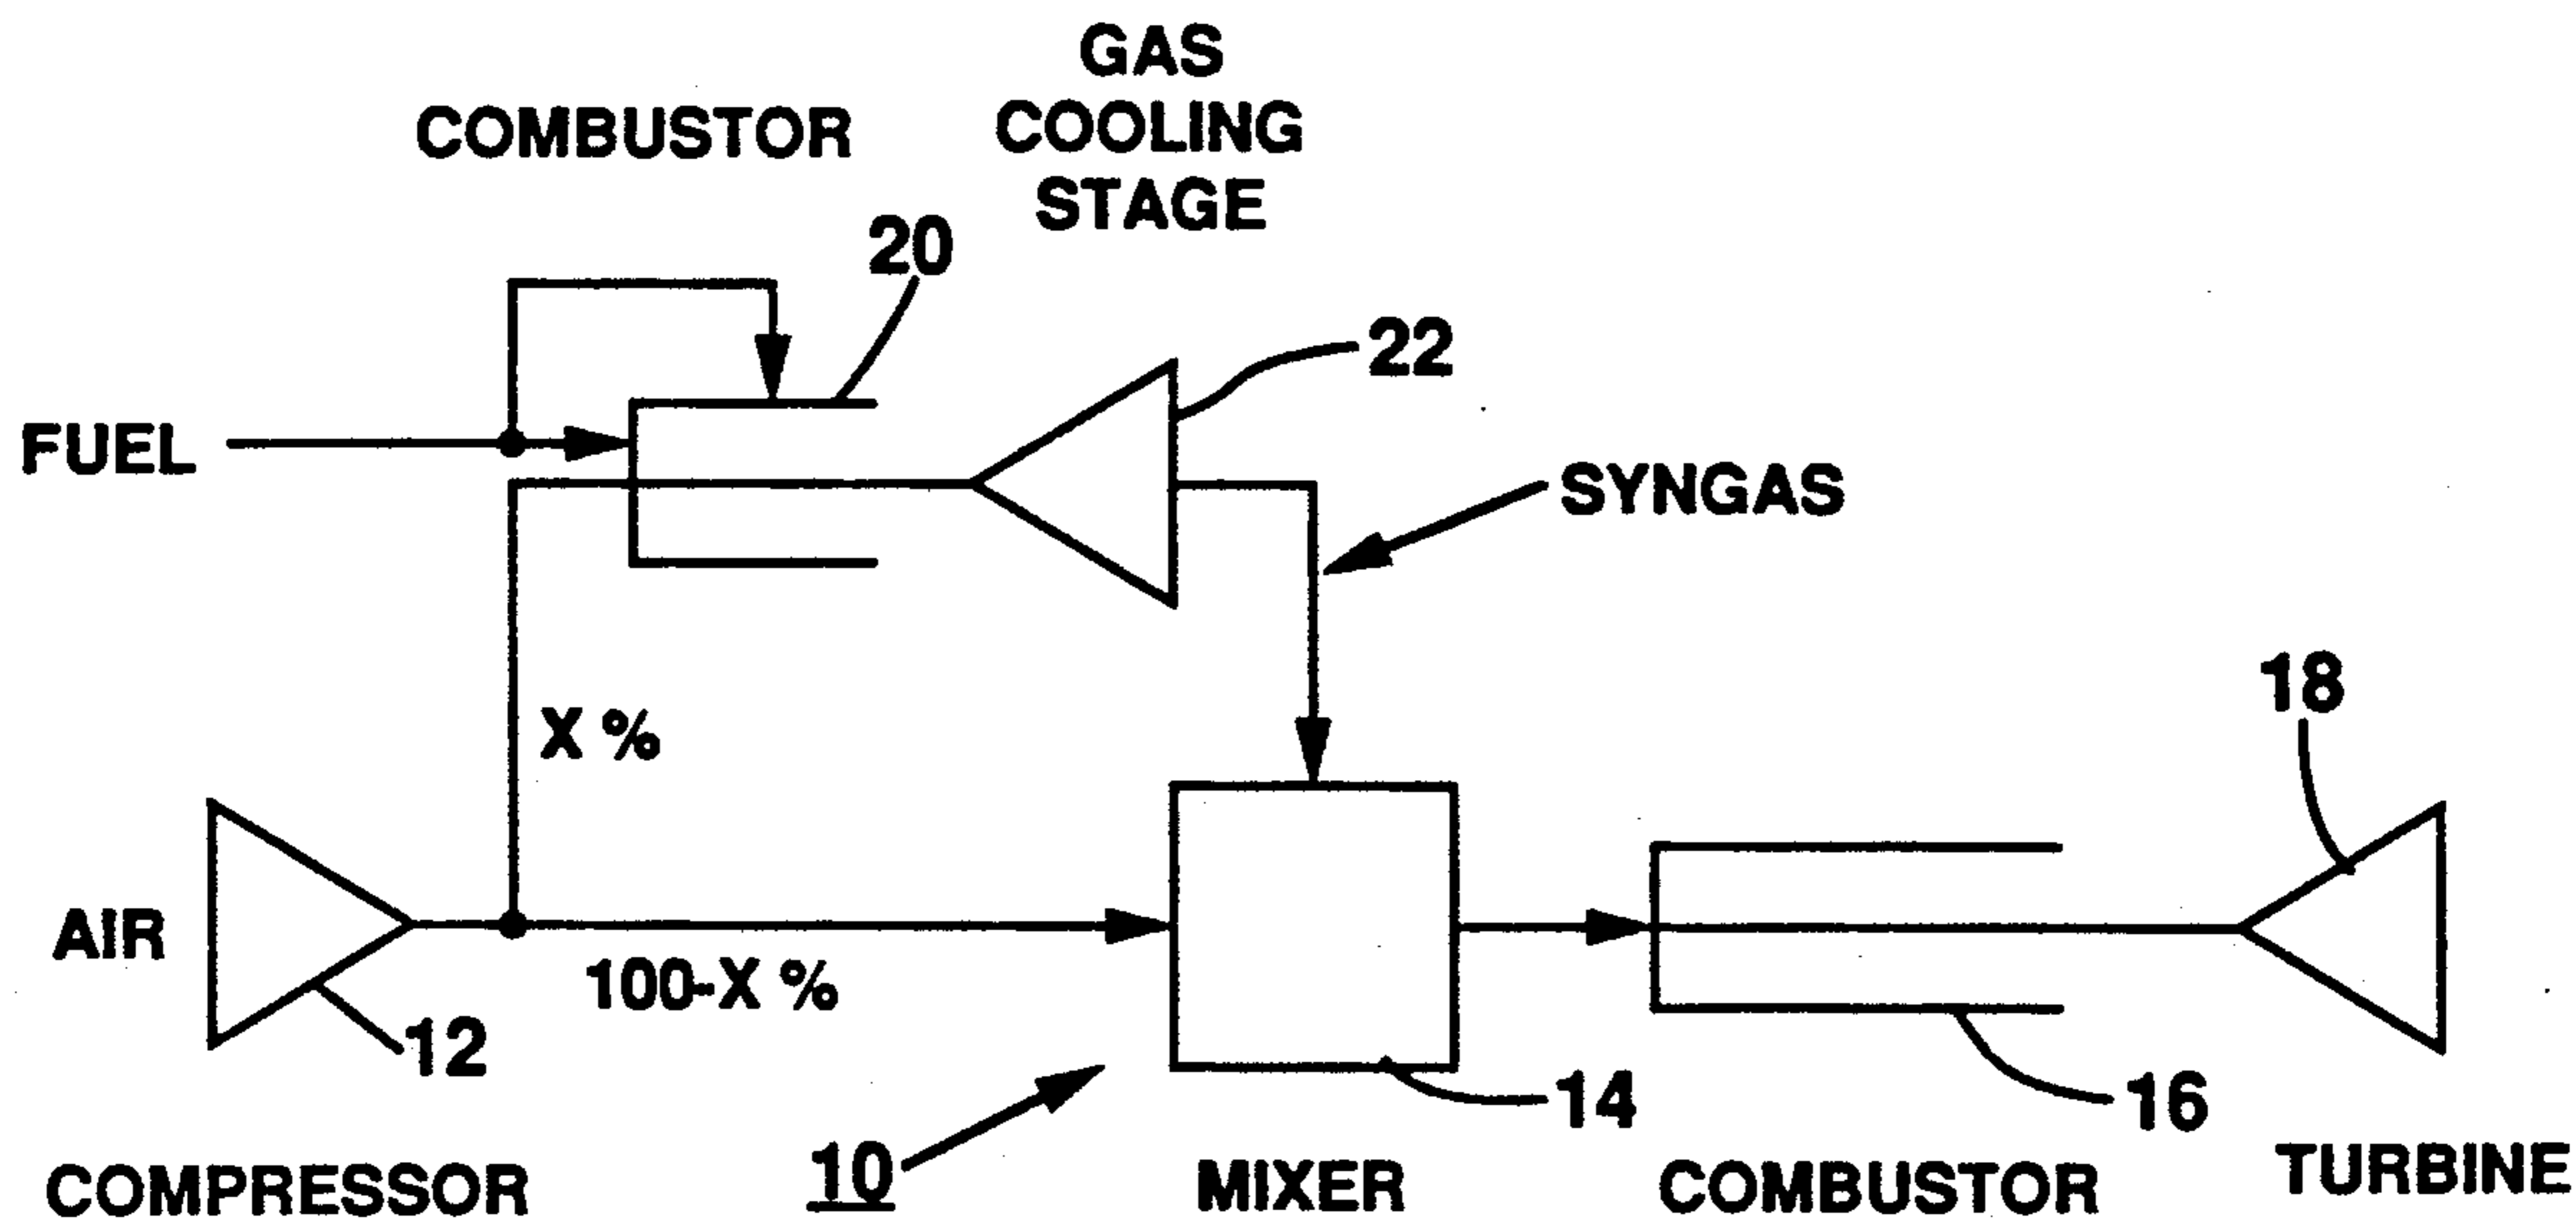 GAS
COOLING
STAGE
COMBUSTOR
20
22
FUEL
SYNGAS
18
X %
AIR
100-X %
12
14
16
10
COMPRESSOR
MIXER
COMBUSTOR
TURBINE